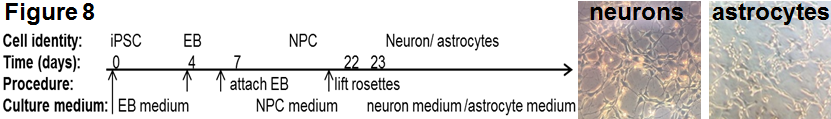 Figure 8
neurons
astrocytes
Cell identity: iPSC EB NPC Neuron/ astrocytes
Time (days): 0 4 7 22 23
Procedure: attach EB lift rosettes
Culture medium: EB medium NPC medium neuron medium/astrocyte medium